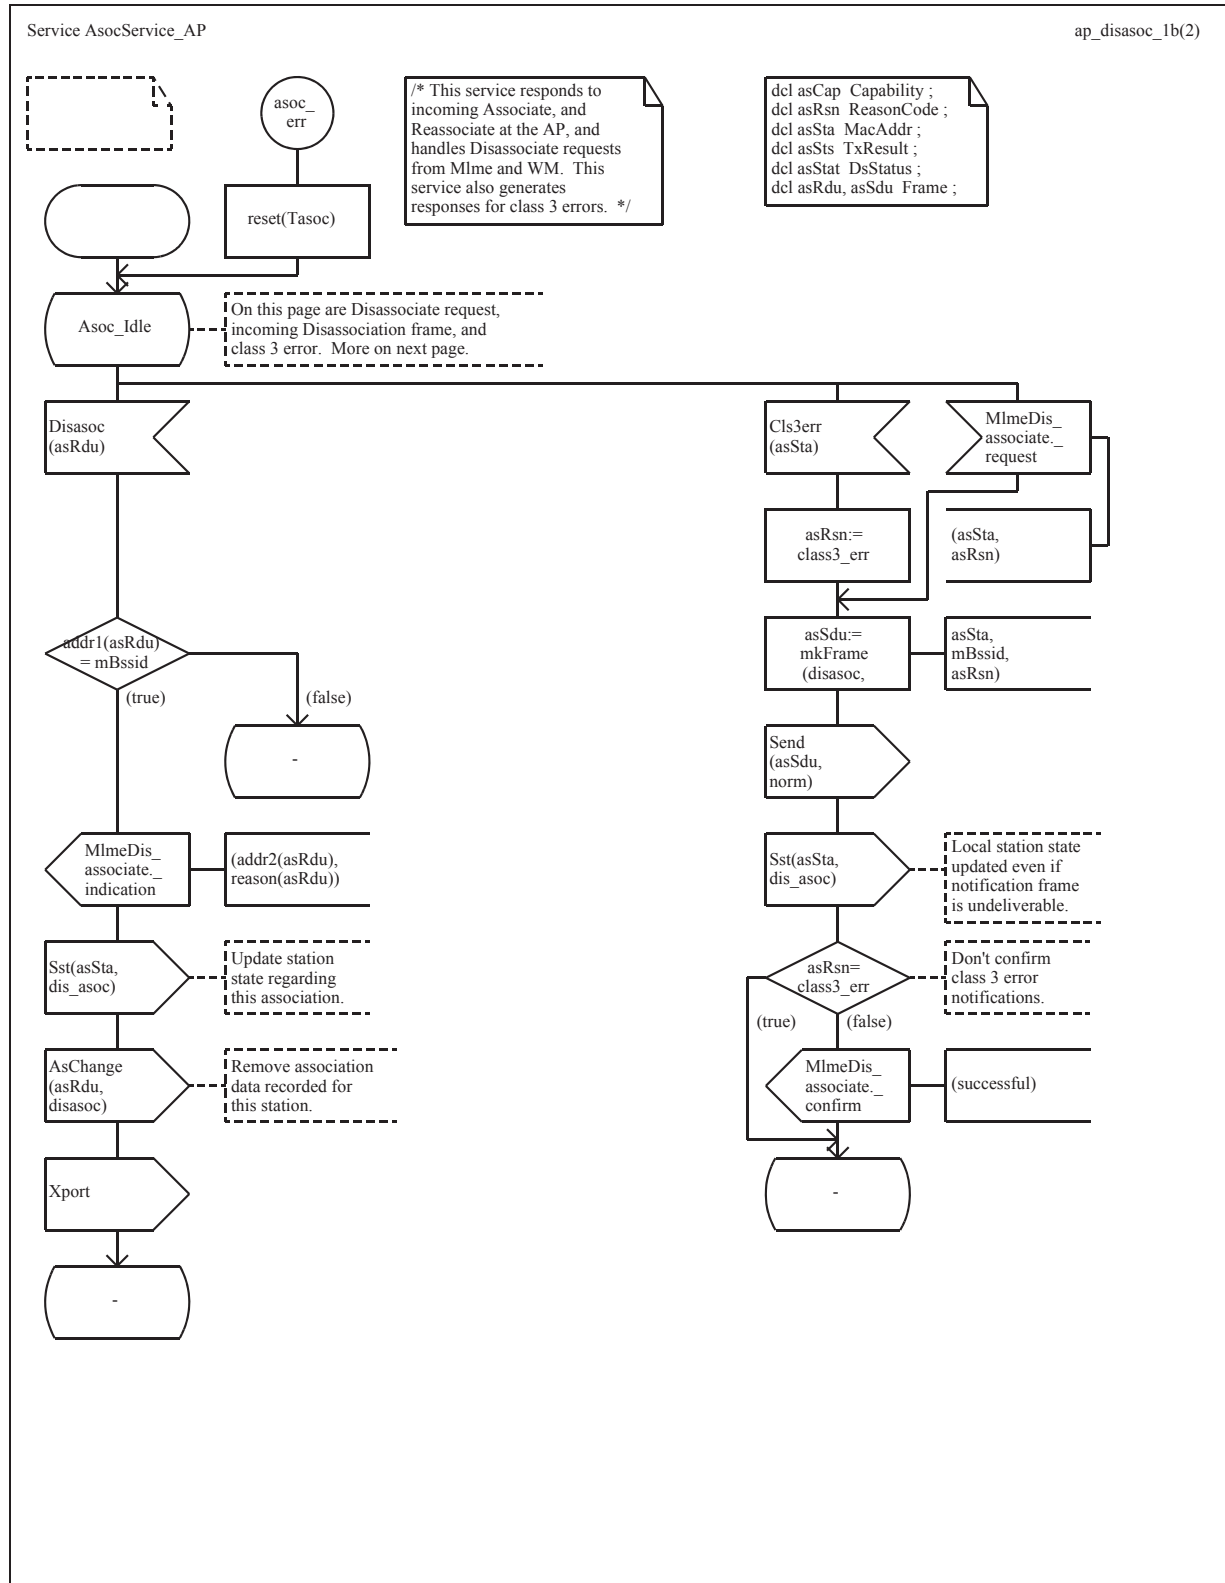 Service AsocService_AP
ap_disasoc_1b(2)
asoc_
err
/* This service responds to
incoming Associate, and
Reassociate at the AP, and
handles Disassociate requests
from Mlme and WM.  This
service also generates
responses for class 3 errors.  */
dcl asCap  Capability ;
dcl asRsn  ReasonCode ;
dcl asSta  MacAddr ;
dcl asSts  TxResult ;
dcl asStat  DsStatus ;
dcl asRdu, asSdu  Frame ;
reset(Tasoc)
Asoc_Idle
On this page are Disassociate request,
incoming Disassociation frame, and
class 3 error.  More on next page.
Disasoc
(asRdu)
Cls3err
(asSta)
MlmeDis_
associate._
request
asRsn:=
class3_err
(asSta,
asRsn)
addr1(asRdu)
= mBssid
(true)
(false)
-
asSdu:=
mkFrame
(disasoc,
asSta,
mBssid,
asRsn)
Send
(asSdu,
norm)
MlmeDis_
associate._
indication
(addr2(asRdu),
reason(asRdu))
Sst(asSta,
dis_asoc)
Local station state
updated even if
notification frame
is undeliverable.
Sst(asSta,
dis_asoc)
Update station
state regarding
this association.
asRsn=
class3_err
Don't confirm
class 3 error
notifications.
(true)
(false)
AsChange
(asRdu,
disasoc)
Remove association
data recorded for
this station.
MlmeDis_
associate._
confirm
(successful)
Xport
-
-